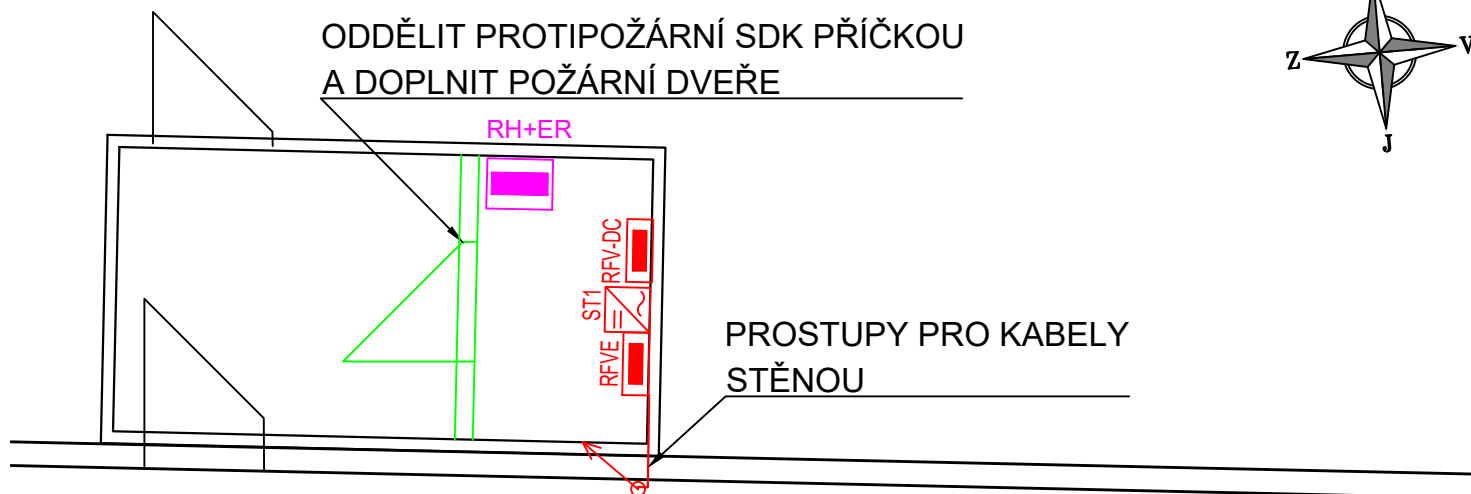 ODDĚLIT PROTIPOŽÁRNÍ SDK PŘÍČKOU
A DOPLNIT POŽÁRNÍ DVEŘE
Z
V
J
RH+ER
RFV-DC
ST1
RFVE
PROSTUPY PRO KABELY
STĚNOU